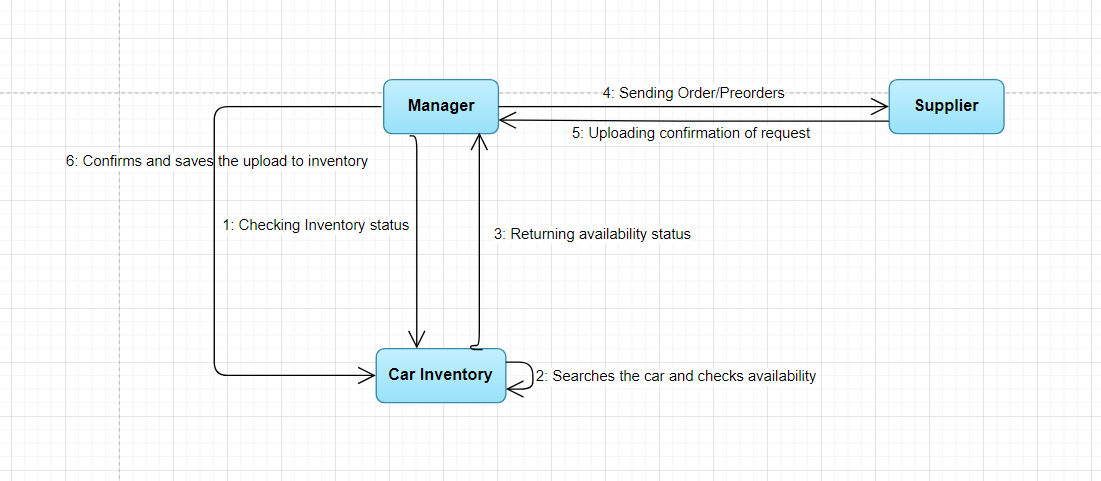 4: Sending Order/Preorders
Manager
Supplier
5: Uploading confirmation of request
6: Confirms and saves the upload to inventory
1: Checking Inventory status
3: Returning availability status
Car Inventory
2: Searches the car and checks availability